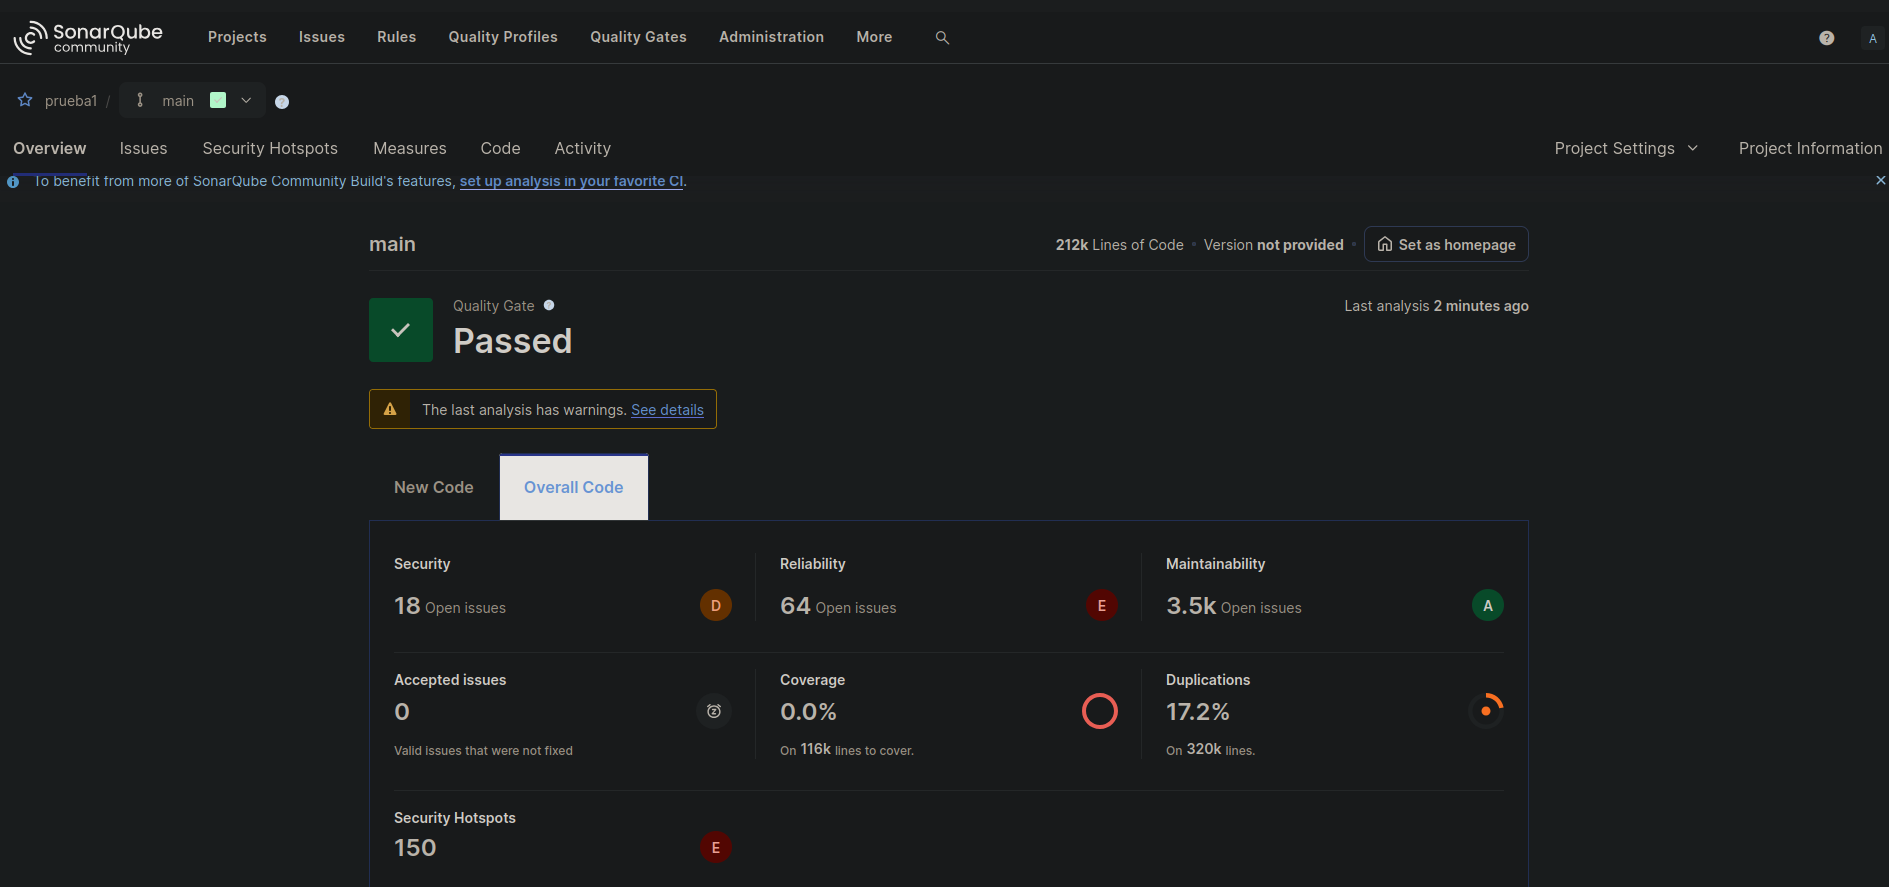 SonarQube
community
Projects Issues Rules Quality Profiles Quality Gates Administration More ? A
prueba1 / main
Overview Issues Security Hotspots Measures Code Activity Project Settings Project Information
To benefit from more of SonarQube Community Build's features, set up analysis in your favorite CI.
main
212k Lines of Code • Version not provided • Set as homepage
Quality Gate
Passed
Last analysis 2 minutes ago
The last analysis has warnings. See details
New Code Overall Code
Security
18 Open issues D
Reliability
64 Open issues E
Maintainability
3.5k Open issues A
Accepted issues
0
Valid issues that were not fixed
Coverage
0.0%
On 116k lines to cover.
Duplications
17.2%
On 320k lines.
Security Hotspots
150 E